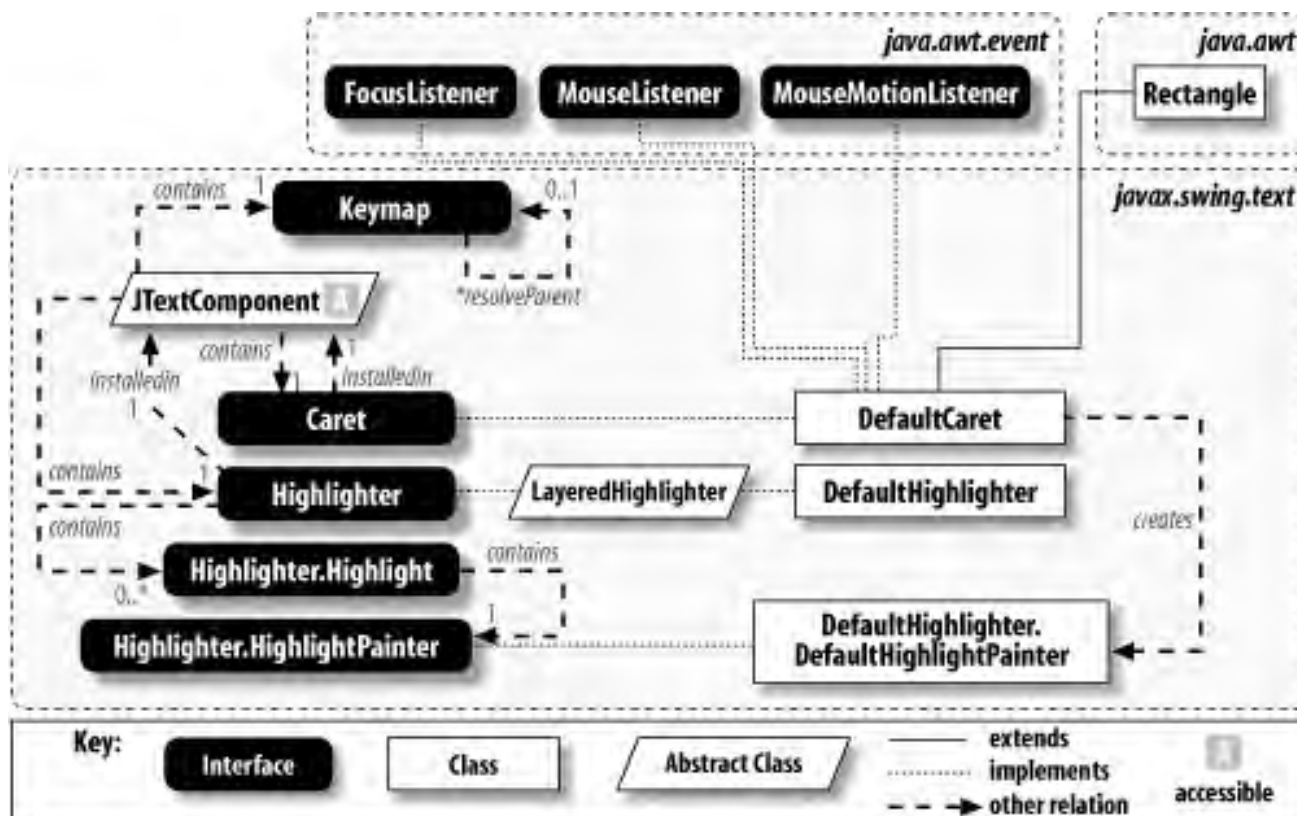 java.awt.event
java.awt
FocusListener
MouseListener
MouseMotionListener
Rectangle
javax.swing.text
contains
1
Keymap
0..1
*resolveParent
JTextComponent A
contains
1
installedin
1
installedin
1
Caret
DefaultCaret
contains
1
Highlighter
LayeredHighlighter
DefaultHighlighter
creates
contains
0..*
Highlighter.Highlight
contains
1
Highlighter.HighlightPainter
DefaultHighlighter.
DefaultHighlightPainter
Key:
Interface
Class
Abstract Class
extends
implements
other relation
A
accessible